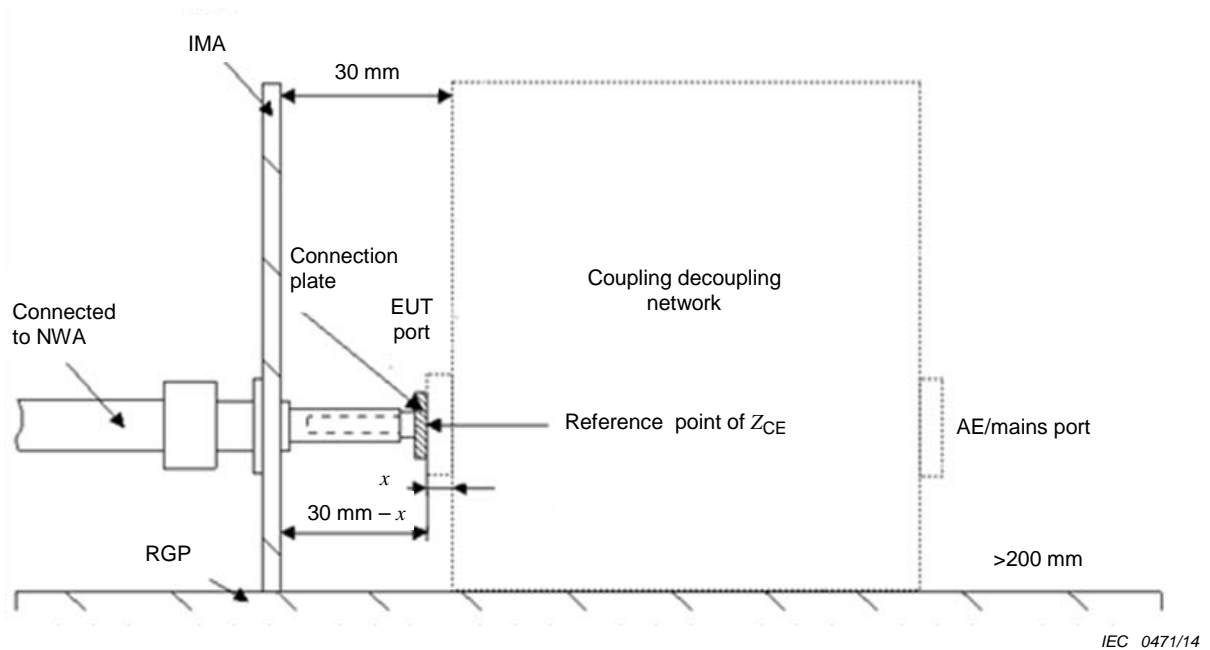 IMA
30 mm
Connection
plate
Coupling decoupling
network
EUT
port
Connected
to NWA
Reference point of ZCE
AE/mains port
x
30 mm – x
RGP
>200 mm
IEC 0471/14